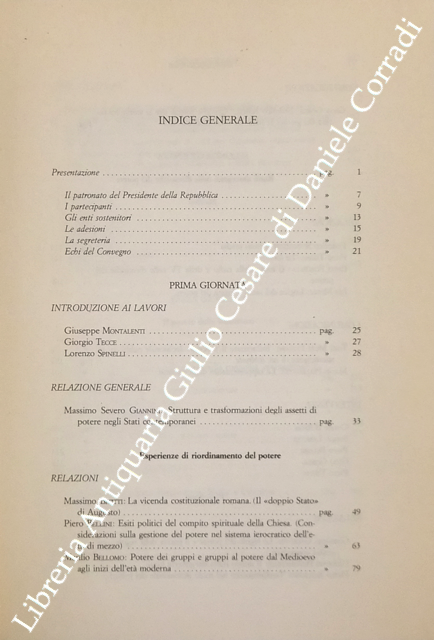 INDICE GENERALE
Presentazione pag. 1
Il patronato del Presidente della Repubblica » 7
I partecipanti » 9
Gli enti sostenitori » 13
Le adesioni » 15
La segreteria » 19
Echi del Convegno » 21
PRIMA GIORNATA
INTRODUZIONE AI LAVORI
Giuseppe MONTALENTI pag. 25
Giorgio TECCE » 27
Lorenzo SPINELLI » 28
RELAZIONE GENERALE
Massimo Severo GIANNINI: Struttura e trasformazioni degli assetti di
potere negli Stati contemporanei pag. 33
Esperienze di riordinamento del potere
RELAZIONI
Massimo : La vicenda costituzionale romana. (Il «doppio Stato»
di Augusto) pag. 49
Piero BELLINI: Esiti politici del compito spirituale della Chiesa. (Con-
siderazioni sulla gestione del potere nel sistema ierocratico dell'e-
di mezzo) » 65
BELLOMO: Potere dei gruppi e gruppi al potere dal Medioevo
agli inizi dell'età moderna » 79
Libreria Antiquaria Giulio Cesare di Daniele Corradi